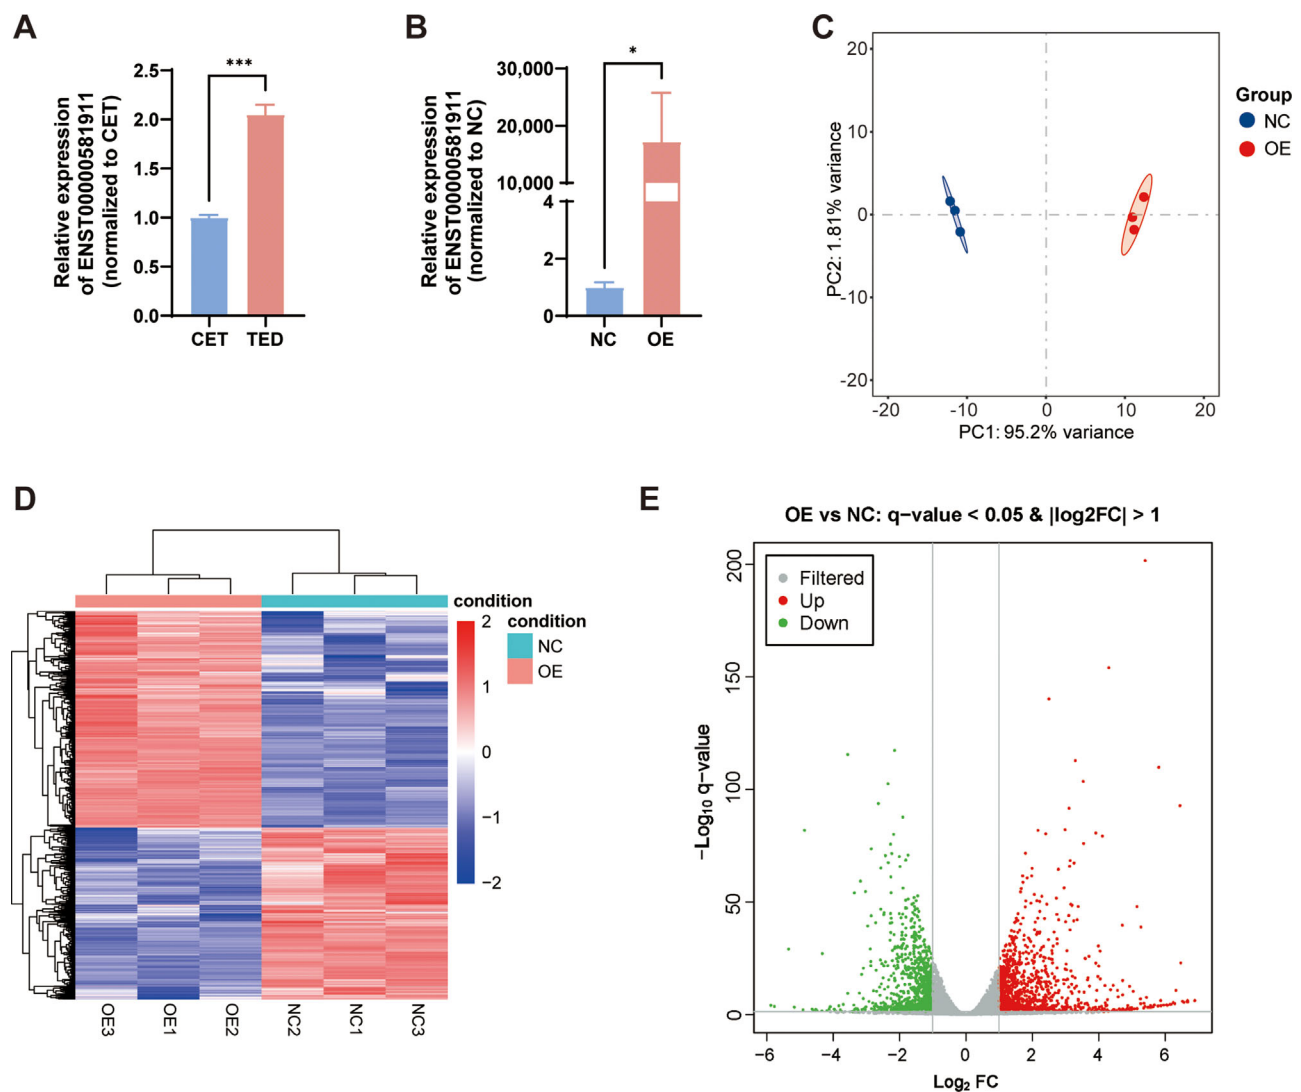 A
Relative expression
of ENST00000581911
(normalized to CET)
2.5
2.0
1.5
1.0
0.5
0.0
***
CET TED
B
Relative expression
of ENST00000581911
(normalized to NC)
30,000
20,000
10,000
4
2
0
*
NC OE
C
PC2: 1.81% variance
20
10
0
-10
-20
-20 -10 0 10 20
PC1: 95.2% variance
Group
NC
OE
D
condition
2
1
0
−1
−2
condition
NC
OE
OE3 OE1 OE2 NC2 NC1 NC3
E
OE vs NC: q−value < 0.05 & |log2FC| > 1
Filtered
Up
Down
−Log10 q−value
200
150
100
50
0
−6 −4 −2 0 2 4 6
Log2 FC